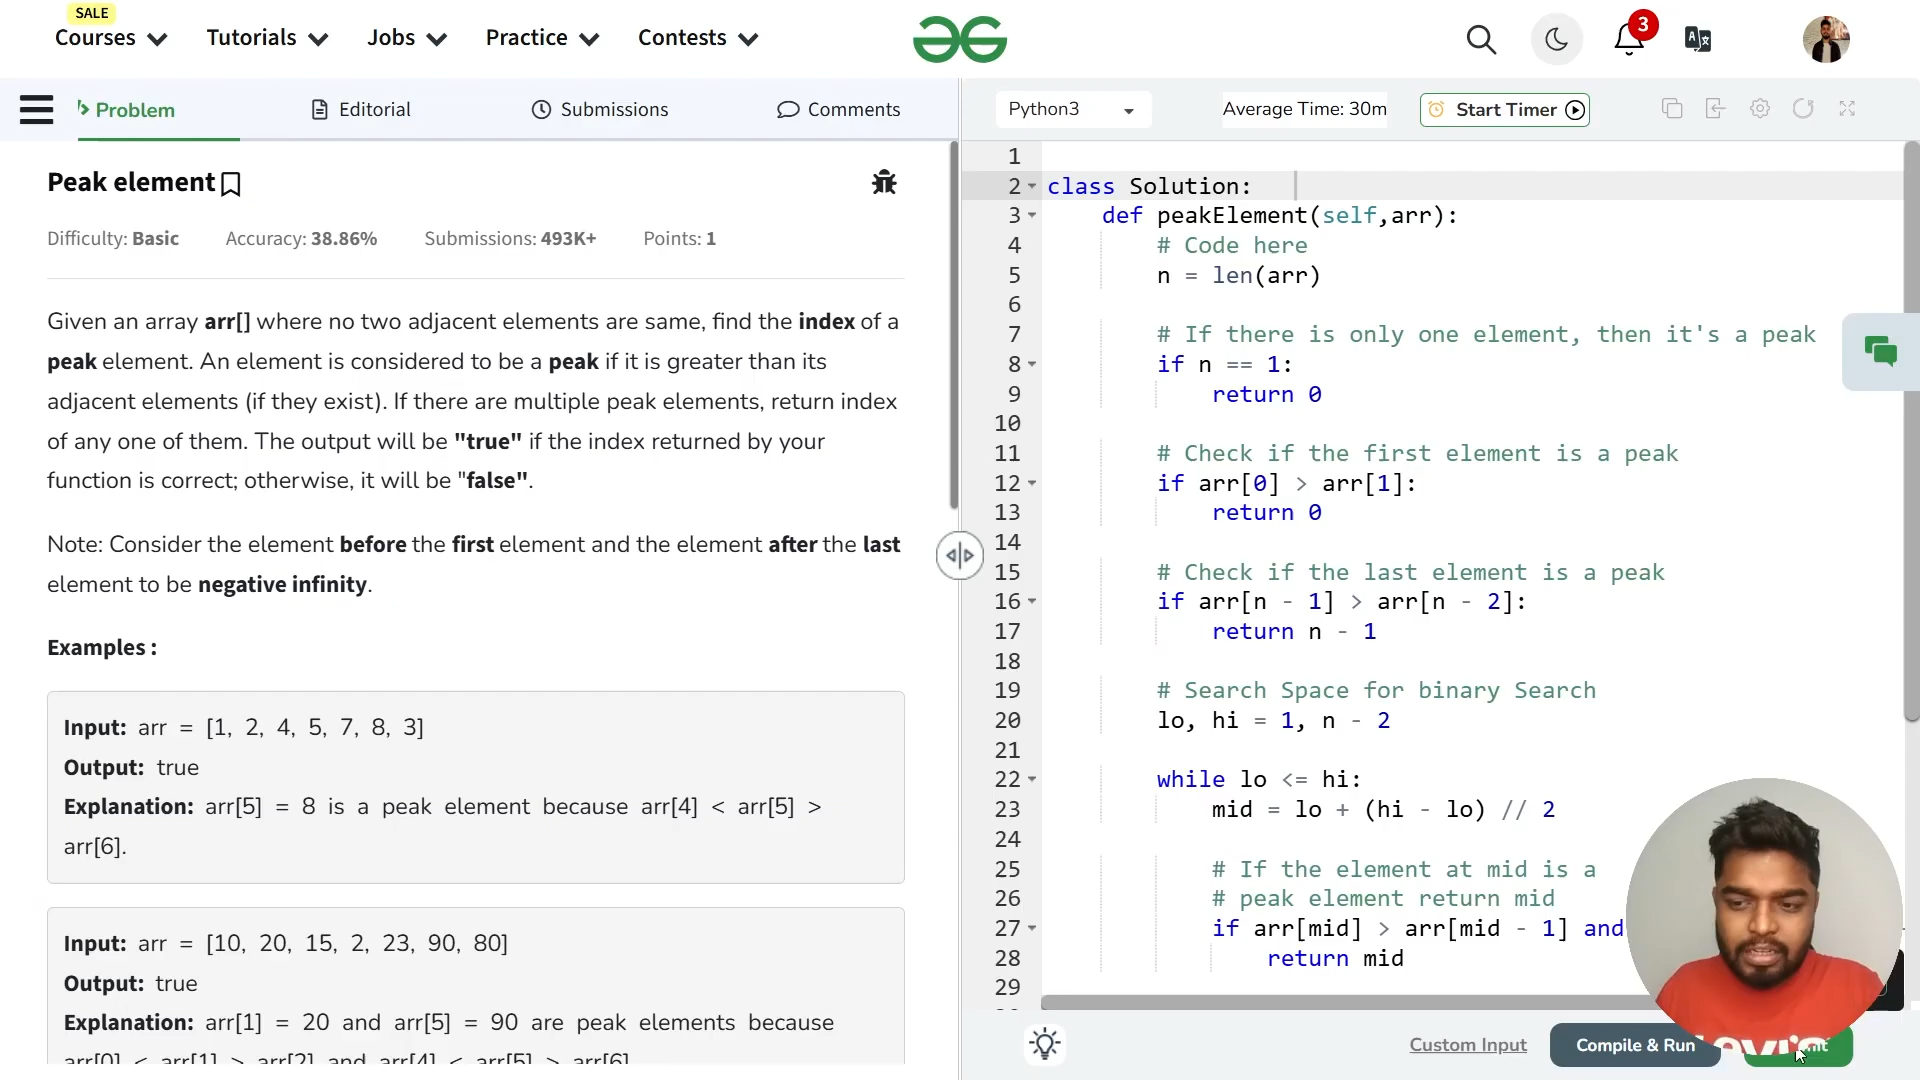 SALE
Courses
Tutorials
Jobs
Practice
Contests
3
Problem
Editorial
Submissions
Comments
Python3
Average Time: 30m
Start Timer
Peak element
Difficulty: Basic Accuracy: 38.86% Submissions: 493K+ Points: 1
Given an array arr[] where no two adjacent elements are same, find the index of a
peak element. An element is considered to be a peak if it is greater than its
adjacent elements (if they exist). If there are multiple peak elements, return index
of any one of them. The output will be "true" if the index returned by your
function is correct; otherwise, it will be "false".
Note: Consider the element before the first element and the element after the last
element to be negative infinity.
Examples :
Input: arr = [1, 2, 4, 5, 7, 8, 3]
Output: true
Explanation: arr[5] = 8 is a peak element because arr[4] < arr[5] >
arr[6].
Input: arr = [10, 20, 15, 2, 23, 90, 80]
Output: true
Explanation: arr[1] = 20 and arr[5] = 90 are peak elements because
arr[0] < arr[1] > arr[2] and arr[4] < arr[5] > arr[6].
1
2 class Solution:
3 def peakElement(self,arr):
4 # Code here
5 n = len(arr)
6
7 # If there is only one element, then it's a peak
8 if n == 1:
9 return 0
10
11 # Check if the first element is a peak
12 if arr[0] > arr[1]:
13 return 0
14
15 # Check if the last element is a peak
16 if arr[n - 1] > arr[n - 2]:
17 return n - 1
18
19 # Search Space for binary Search
20 lo, hi = 1, n - 2
21
22 while lo <= hi:
23 mid = lo + (hi - lo) // 2
24
25 # If the element at mid is a
26 # peak element return mid
27 if arr[mid] > arr[mid - 1] and
28 return mid
29
Custom Input
Compile & Run